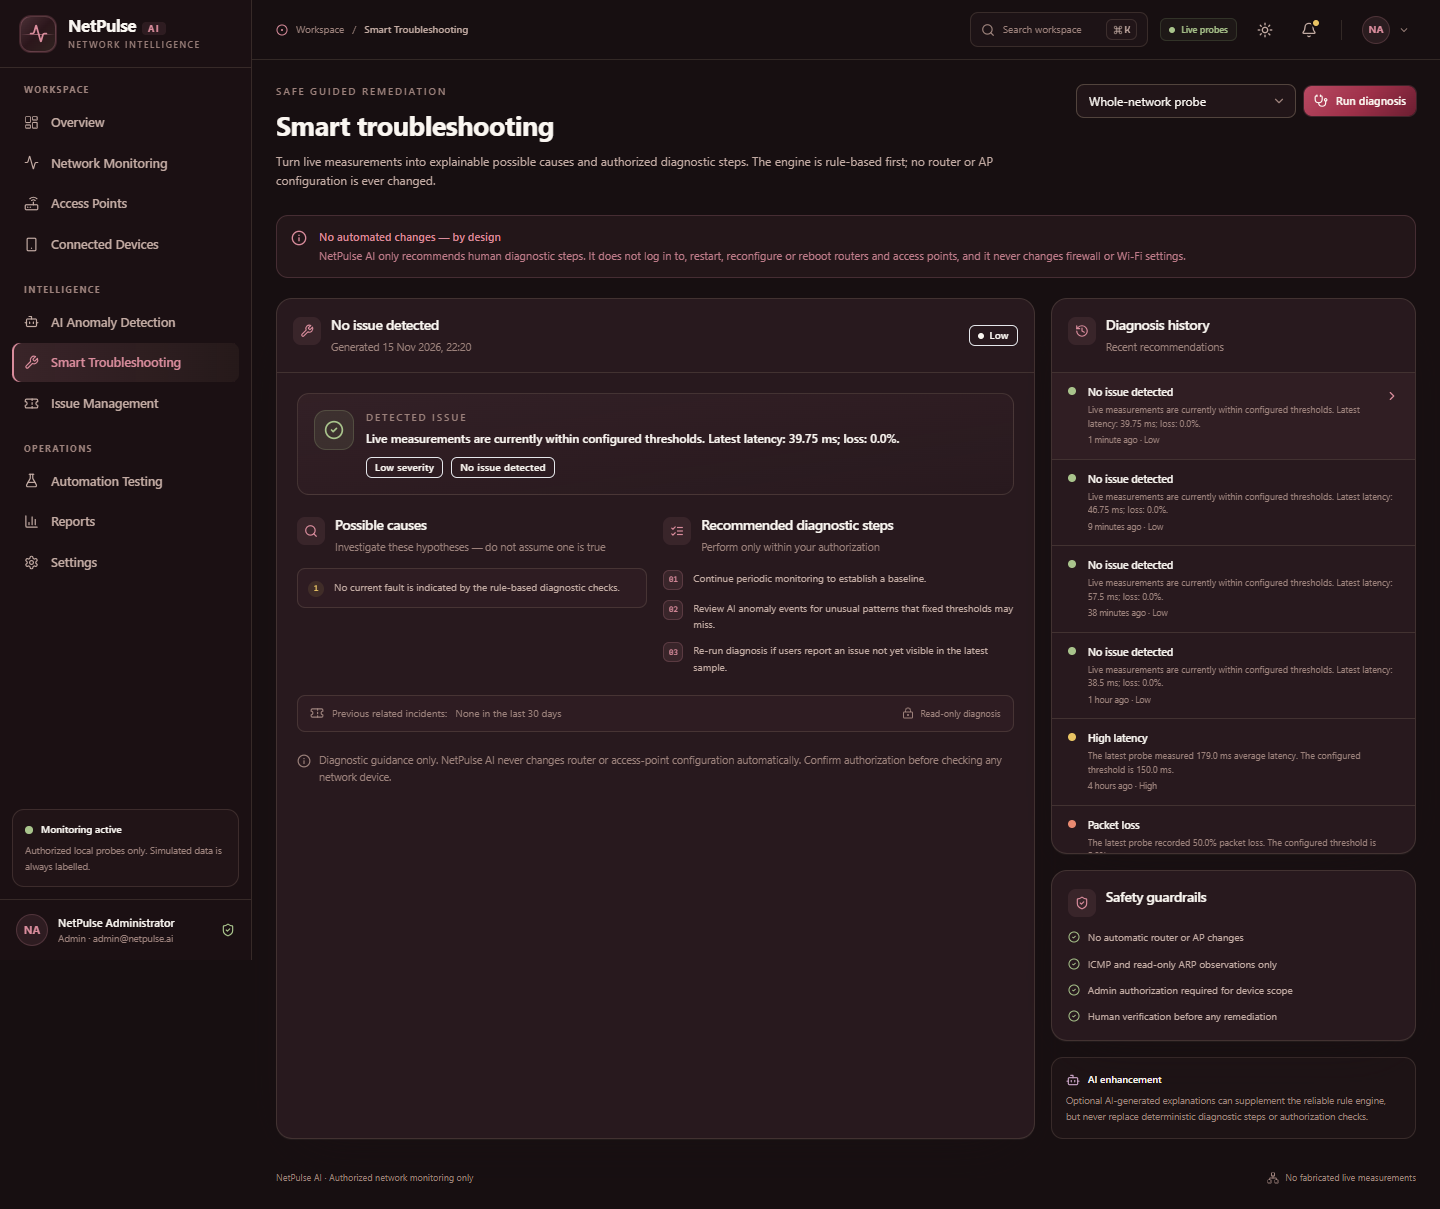 NetPulse AI
NETWORK INTELLIGENCE
WORKSPACE
Overview
Network Monitoring
Access Points
Connected Devices
INTELLIGENCE
AI Anomaly Detection
Smart Troubleshooting
Issue Management
OPERATIONS
Automation Testing
Reports
Settings
Monitoring active
Authorized local probes only. Simulated data is
always labelled.
NA
NetPulse Administrator
Admin · admin@netpulse.ai
Workspace / Smart Troubleshooting
Search workspace
⌘K
Live probes
NA
SAFE GUIDED REMEDIATION
Smart troubleshooting
Turn live measurements into explainable possible causes and authorized diagnostic steps. The engine is rule-based first; no router or AP
configuration is ever changed.
Whole-network probe
Run diagnosis
No automated changes — by design
NetPulse AI only recommends human diagnostic steps. It does not log in to, restart, reconfigure or reboot routers and access points, and it never changes firewall or Wi-Fi settings.
No issue detected
Generated 15 Nov 2026, 22:20
Low
DETECTED ISSUE
Live measurements are currently within configured thresholds. Latest latency: 39.75 ms; loss: 0.0%.
Low severity
No issue detected
Possible causes
Investigate these hypotheses — do not assume one is true
1
No current fault is indicated by the rule-based diagnostic checks.
Recommended diagnostic steps
Perform only within your authorization
01 Continue periodic monitoring to establish a baseline.
02 Review AI anomaly events for unusual patterns that fixed thresholds may
miss.
03 Re-run diagnosis if users report an issue not yet visible in the latest
sample.
Previous related incidents: None in the last 30 days
Read-only diagnosis
Diagnostic guidance only. NetPulse AI never changes router or access-point configuration automatically. Confirm authorization before checking any
network device.
Diagnosis history
Recent recommendations
No issue detected
Live measurements are currently within configured thresholds. Latest
latency: 39.75 ms; loss: 0.0%.
1 minute ago · Low
No issue detected
Live measurements are currently within configured thresholds. Latest latency:
46.75 ms; loss: 0.0%.
9 minutes ago · Low
No issue detected
Live measurements are currently within configured thresholds. Latest latency:
57.5 ms; loss: 0.0%.
38 minutes ago · Low
No issue detected
Live measurements are currently within configured thresholds. Latest latency:
38.5 ms; loss: 0.0%.
1 hour ago · Low
High latency
The latest probe measured 179.0 ms average latency. The configured
threshold is 150.0 ms.
4 hours ago · High
Packet loss
The latest probe recorded 50.0% packet loss. The configured threshold is
Safety guardrails
No automatic router or AP changes
ICMP and read-only ARP observations only
Admin authorization required for device scope
Human verification before any remediation
AI enhancement
Optional AI-generated explanations can supplement the reliable rule engine,
but never replace deterministic diagnostic steps or authorization checks.
NetPulse AI · Authorized network monitoring only
No fabricated live measurements